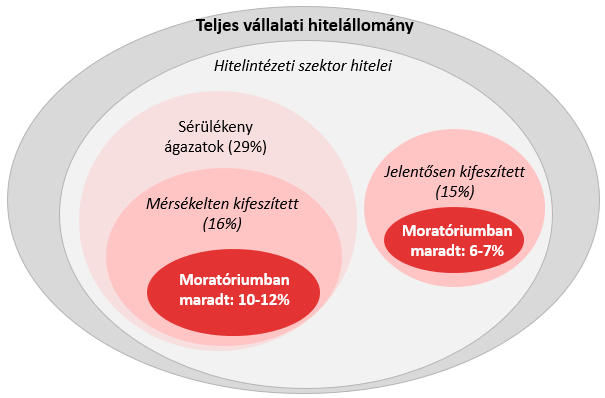 Teljes vállalati hitelállomány
Hitelintézeti szektor hitelei
Sérülékeny
ágazatok (29%)
Mérsékelten kifeszített
(16%)
Moratóriumban
maradt: 10-12%
Jelentősen kifeszített
(15%)
Moratóriumban
maradt: 6-7%